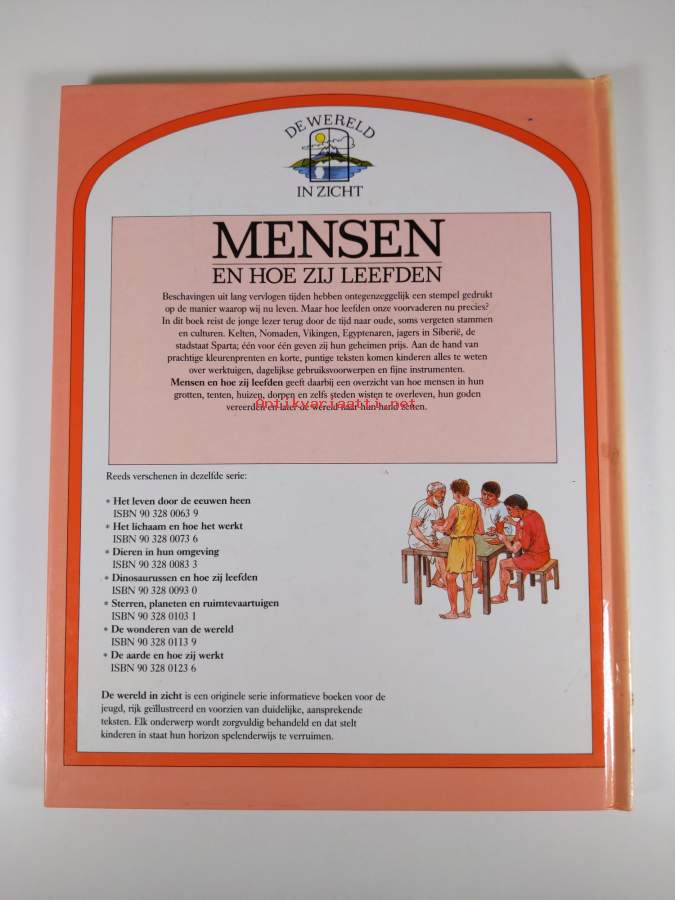 DE WERELD
IN ZICHT
MENSEN
EN HOE ZIJ LEEFDEN
Beschavingen uit lang vervlogen tijden hebben ontegenzeggelijk een stempel gedrukt
op de manier waarop wij nu leven. Maar hoe leefden onze voorvaderen nu precies?
In dit boek reist de jonge lezer terug door de tijd naar oude, soms vergeten stammen
en culturen. Kelten, Nomaden, Vikingen, Egyptenaren, jagers in Siberië, de
stadstaat Sparta; één voor één geven zij hun geheimen prijs. Aan de hand van
prachtige kleurenprenten en korte, puntige teksten komen kinderen alles te weten
over werktuigen, dagelijkse gebruiksvoorwerpen en fijne instrumenten.
Mensen en hoe zij leefden geeft daarbij een overzicht van hoe mensen in hun
grotten, tenten, huizen, dorpen en zelfs steden wisten te overleven, hun goden
vereerden en later de wereld naar hun hand zetten.
Antikvariaatti.net
Reeds verschenen in dezelfde serie:
* Het leven door de eeuwen heen
ISBN 90 328 0063 9
* Het lichaam en hoe het werkt
ISBN 90 328 0073 6
* Dieren in hun omgeving
ISBN 90 328 0083 3
* Dinosaurussen en hoe zij leefden
ISBN 90 328 0093 0
* Sterren, planeten en ruimtevaartuigen
ISBN 90 328 0103 1
* De wonderen van de wereld
ISBN 90 328 0113 9
* De aarde en hoe zij werkt
ISBN 90 328 0123 6
De wereld in zicht is een originele serie informatieve boeken voor de
jeugd, rijk geïllustreerd en voorzien van duidelijke, aansprekende
teksten. Elk onderwerp wordt zorgvuldig behandeld en dat stelt
kinderen in staat hun horizon spelenderwijs te verruimen.